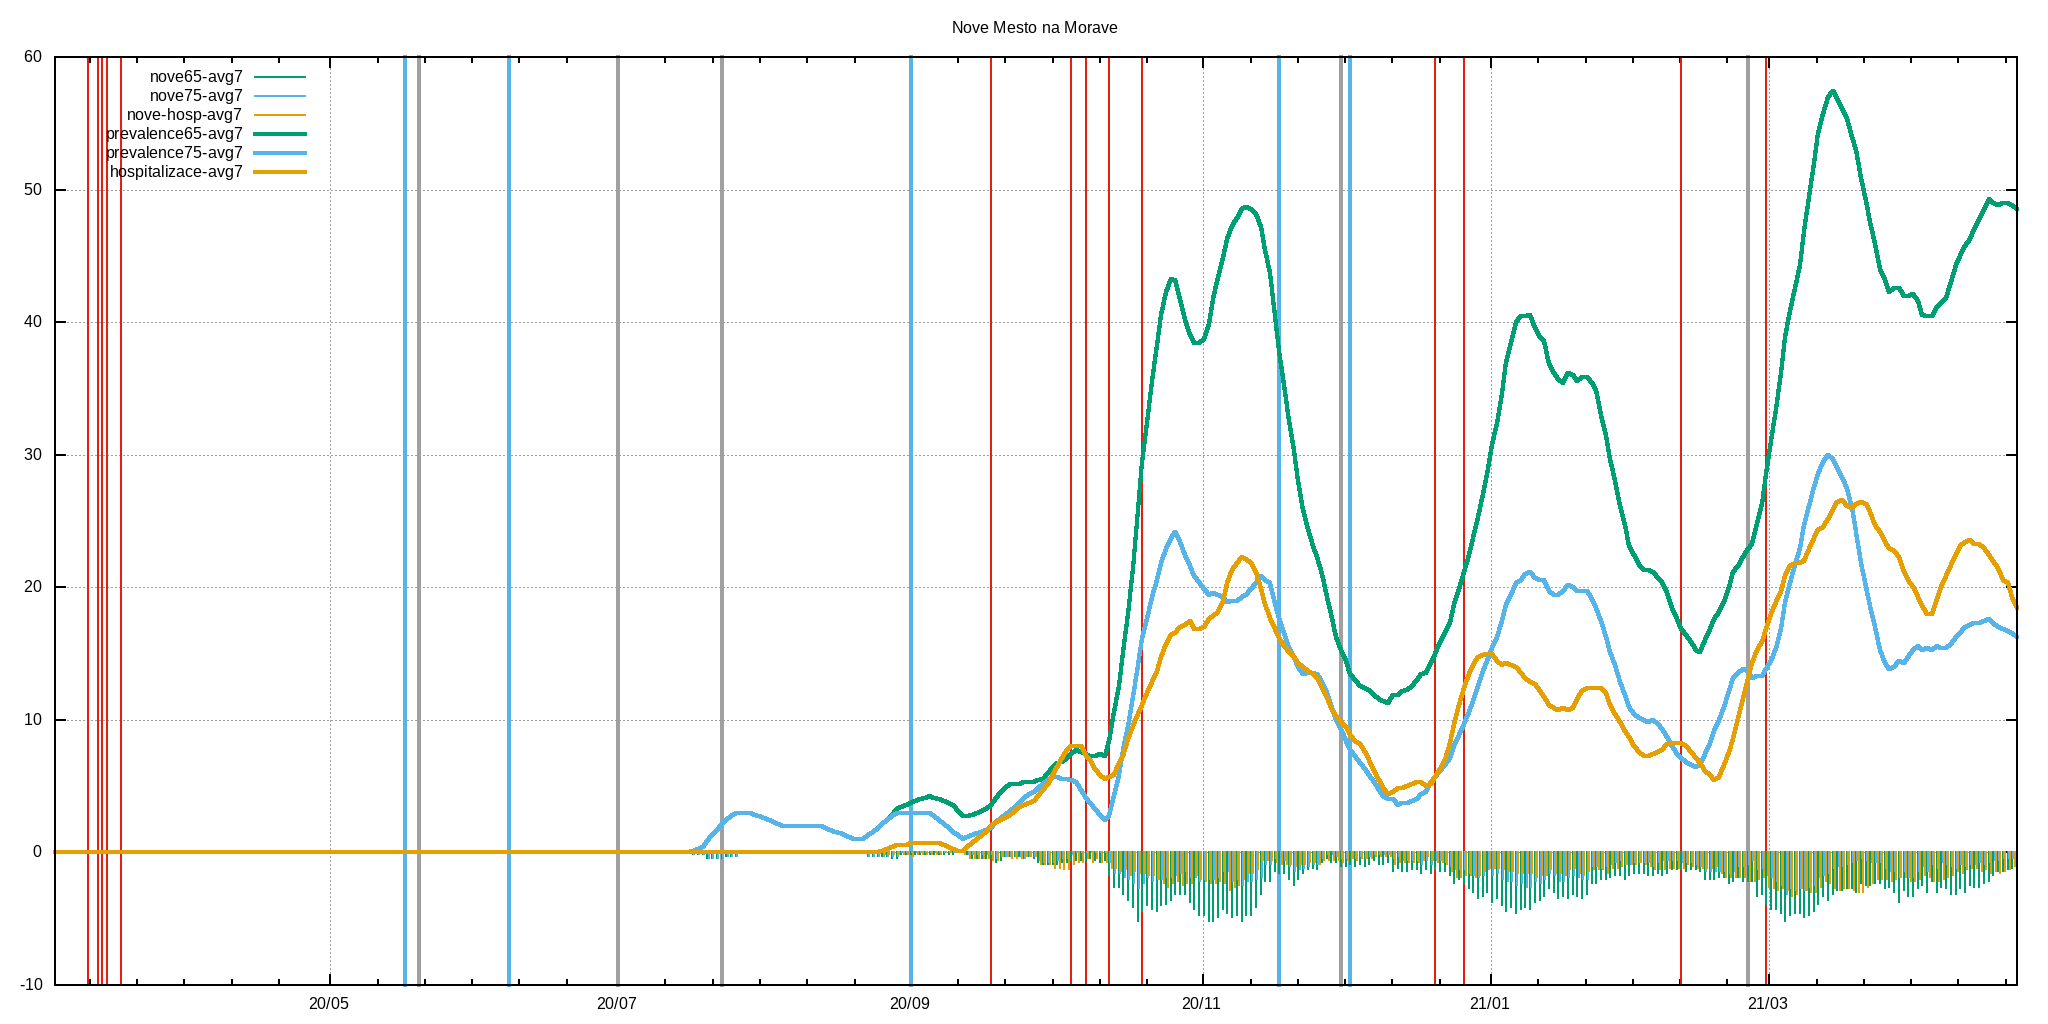 Nove Mesto na Morave
60
50
40
30
20
10
0
-10
nove65-avg7
nove75-avg7
nove-hosp-avg7
prevalence65-avg7
prevalence75-avg7
hospitalizace-avg7
20/05 20/07 20/09 20/11 21/01 21/03